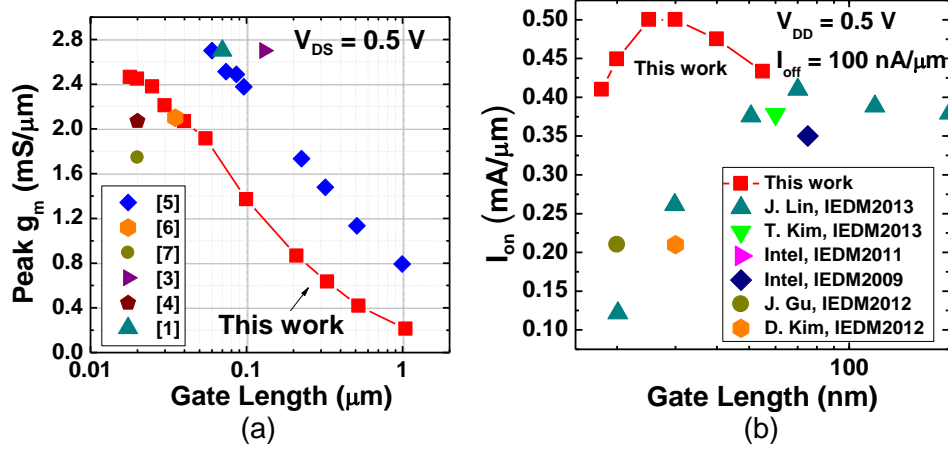 2.8
2.4
2.0
1.6
1.2
0.8
0.4
0.0
Peak g_m (mS/μm)
V_DS = 0.5 V
[5]
[6]
[7]
[3]
[4]
[1]
This work
0.01
0.1
1
Gate Length (μm)
(a)
0.50
0.45
0.40
0.35
0.30
0.25
0.20
0.15
0.10
I_on (mA/μm)
V_DD = 0.5 V
I_off = 100 nA/μm
This work
This work
J. Lin, IEDM2013
T. Kim, IEDM2013
Intel, IEDM2011
Intel, IEDM2009
J. Gu, IEDM2012
D. Kim, IEDM2012
100
Gate Length (nm)
(b)